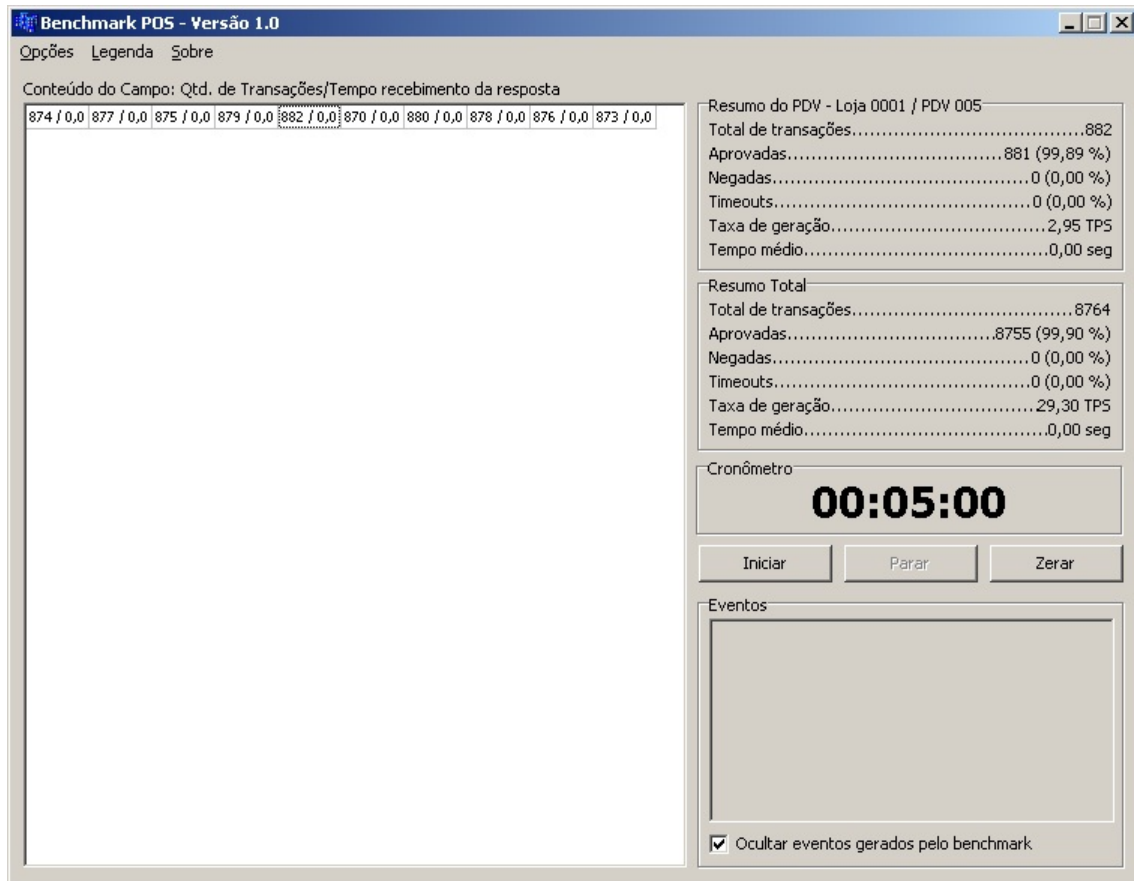 Benchmark POS - Versão 1.0
Opções Legenda Sobre
Conteúdo do Campo: Qtd. de Transações/Tempo recebimento da resposta
874 / 0,0 877 / 0,0 875 / 0,0 879 / 0,0 882 / 0,0 870 / 0,0 880 / 0,0 878 / 0,0 876 / 0,0 873 / 0,0
Resumo do PDV - Loja 0001 / PDV 005
Total de transações.....................................882
Aprovadas..................................881 (99,89 %)
Negadas........................................0 (0,00 %)
Timeouts........................................0 (0,00 %)
Taxa de geração..................................2,95 TPS
Tempo médio......................................0,00 seg
Resumo Total
Total de transações...................................8764
Aprovadas.................................8755 (99,90 %)
Negadas........................................0 (0,00 %)
Timeouts........................................0 (0,00 %)
Taxa de geração................................29,30 TPS
Tempo médio......................................0,00 seg
Cronômetro
00:05:00
Iniciar Parar Zerar
Eventos
Ocultar eventos gerados pelo benchmark